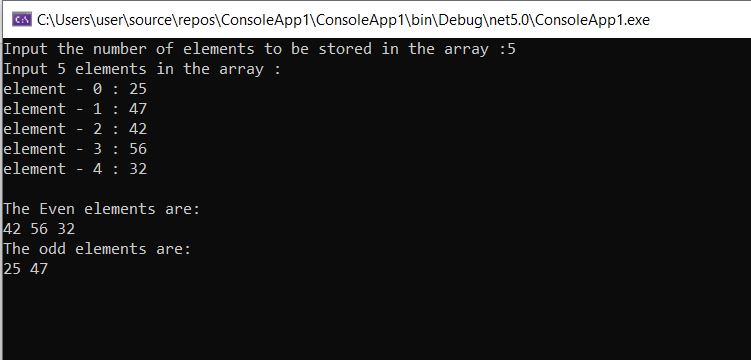 C:\Users\user\source\repos\ConsoleApp1\ConsoleApp1\bin\Debug\net5.0\ConsoleApp1.exe
Input the number of elements to be stored in the array :5
Input 5 elements in the array :
element - 0 : 25
element - 1 : 47
element - 2 : 42
element - 3 : 56
element - 4 : 32
The Even elements are:
42 56 32
The odd elements are:
25 47